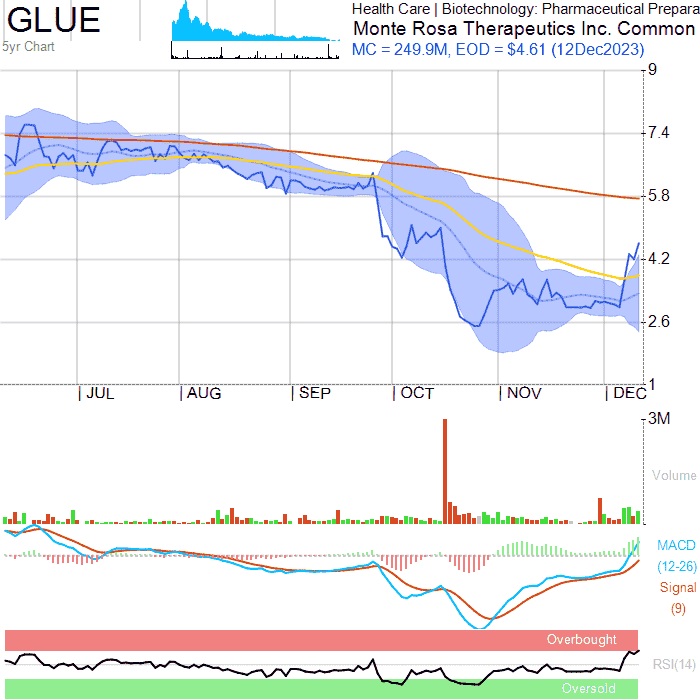 GLUE
5yr Chart
Health Care | Biotechnology: Pharmaceutical Prepara
Monte Rosa Therapeutics Inc. Common
MC = 249.9M, EOD = $4.61 (12Dec2023)
9
7.4
5.8
4.2
2.6
1
| JUL | AUG | SEP | OCT | NOV | DEC
3M
Volume
MACD
(12-26)
Signal
(9)
Overbought
RSI(14)
Oversold